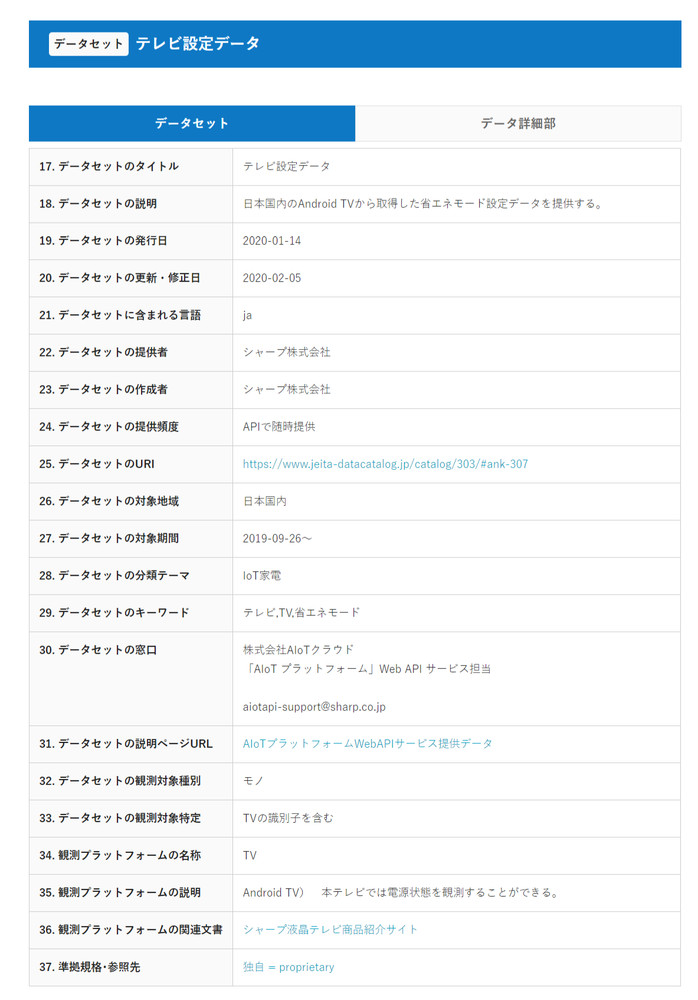 データセット テレビ設定データ
データセット データ詳細部
17. データセットのタイトル テレビ設定データ
18. データセットの説明 日本国内のAndroid TVから取得した省エネモード設定データを提供する。
19. データセットの発行日 2020-01-14
20. データセットの更新・修正日 2020-02-05
21. データセットに含まれる言語 ja
22. データセットの提供者 シャープ株式会社
23. データセットの作成者 シャープ株式会社
24. データセットの提供頻度 APIで随時提供
25. データセットのURI https://www.jeita-datacatalog.jp/catalog/303/#ank-307
26. データセットの対象地域 日本国内
27. データセットの対象期間 2019-09-26～
28. データセットの分類テーマ IoT家電
29. データセットのキーワード テレビ,TV,省エネモード
30. データセットの窓口 株式会社AIoTクラウド
「AIoT プラットフォーム」Web API サービス担当
aiotapi-support@sharp.co.jp
31. データセットの説明ページURL AIoTプラットフォームWebAPIサービス提供データ
32. データセットの観測対象種別 モノ
33. データセットの観測対象特定 TVの識別子を含む
34. 観測プラットフォームの名称 TV
35. 観測プラットフォームの説明 Android TV）　本テレビでは電源状態を観測することができる。
36. 観測プラットフォームの関連文書 シャープ液晶テレビ商品紹介サイト
37. 準拠規格･参照先 独自 = proprietary